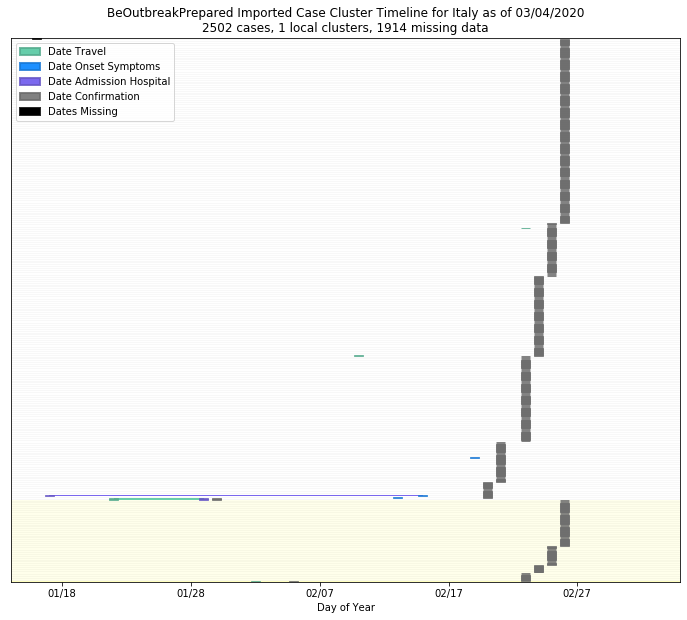 BeOutbreakPrepared Imported Case Cluster Timeline for Italy as of 03/04/2020
2502 cases, 1 local clusters, 1914 missing data
Date Travel
Date Onset Symptoms
Date Admission Hospital
Date Confirmation
Dates Missing
01/18 01/28 02/07 02/17 02/27
Day of Year